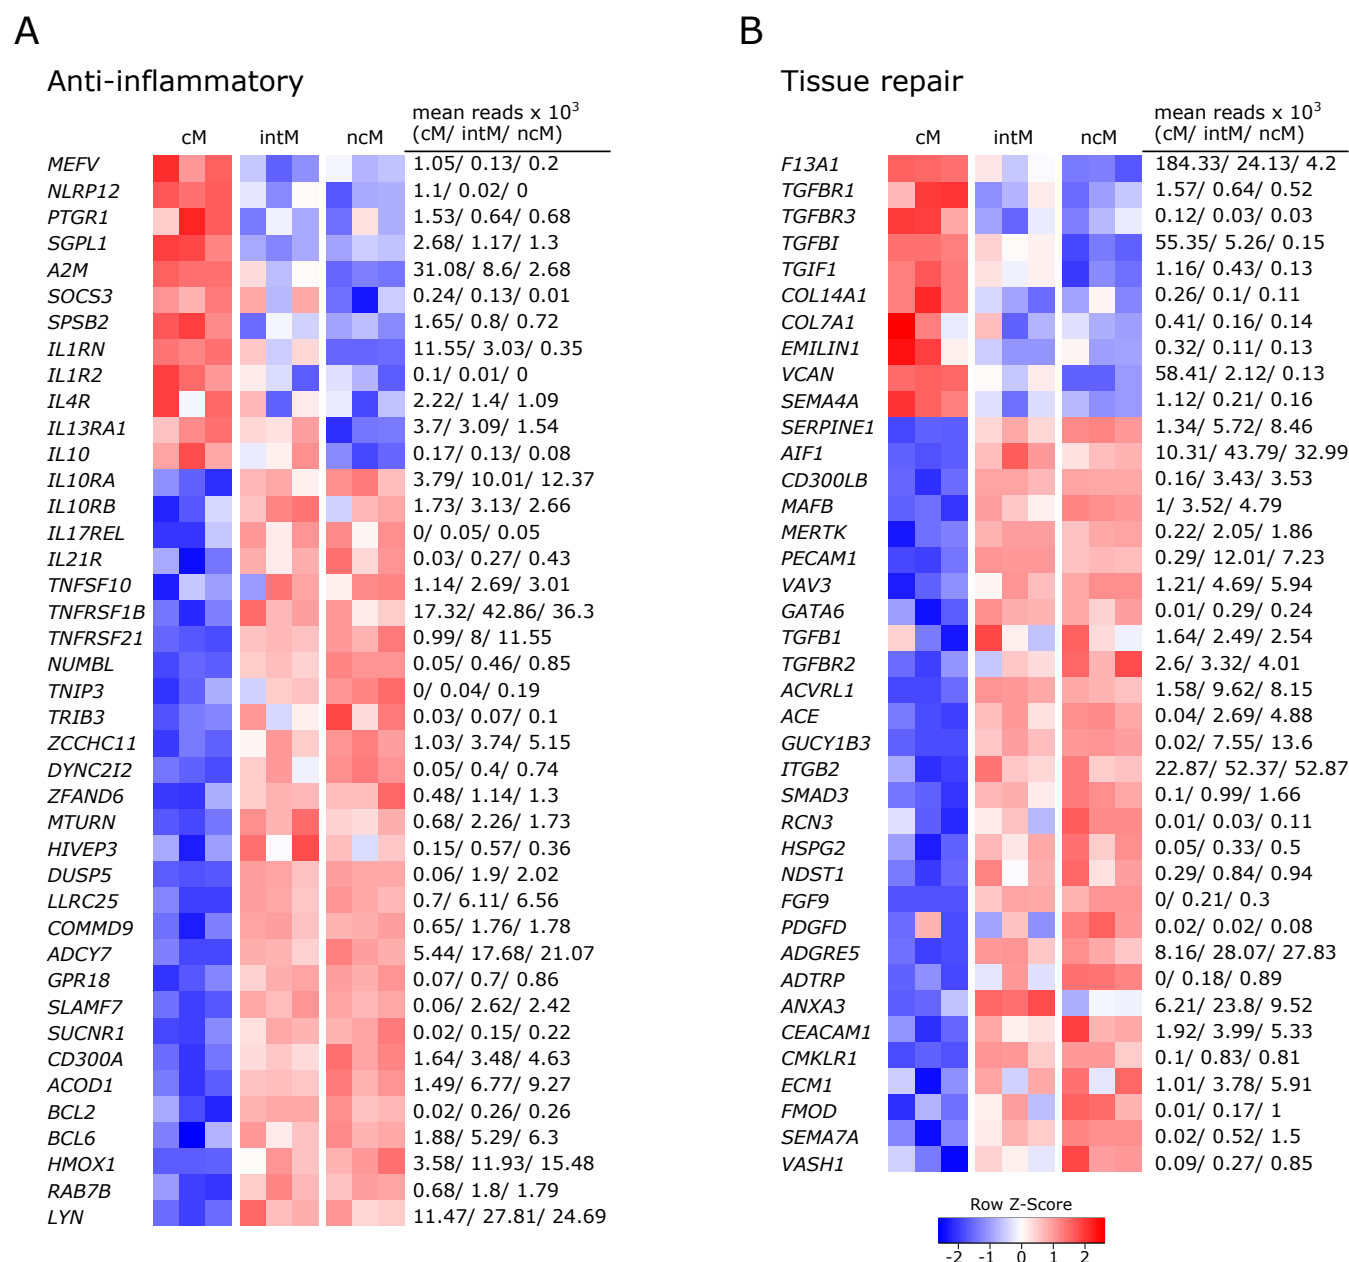 A
Anti-inflammatory
mean reads x 10³
cM intM ncM (cM/ intM/ ncM)
MEFV 1.05/ 0.13/ 0.2
NLRP12 1.1/ 0.02/ 0
PTGR1 1.53/ 0.64/ 0.68
SGPL1 2.68/ 1.17/ 1.3
A2M 31.08/ 8.6/ 2.68
SOCS3 0.24/ 0.13/ 0.01
SPSB2 1.65/ 0.8/ 0.72
IL1RN 11.55/ 3.03/ 0.35
IL1R2 0.1/ 0.01/ 0
IL4R 2.22/ 1.4/ 1.09
IL13RA1 3.7/ 3.09/ 1.54
IL10 0.17/ 0.13/ 0.08
IL10RA 3.79/ 10.01/ 12.37
IL10RB 1.73/ 3.13/ 2.66
IL17REL 0/ 0.05/ 0.05
IL21R 0.03/ 0.27/ 0.43
TNFSF10 1.14/ 2.69/ 3.01
TNFRSF1B 17.32/ 42.86/ 36.3
TNFRSF21 0.99/ 8/ 11.55
NUMBL 0.05/ 0.46/ 0.85
TNIP3 0/ 0.04/ 0.19
TRIB3 0.03/ 0.07/ 0.1
ZCCHC11 1.03/ 3.74/ 5.15
DYNC2I2 0.05/ 0.4/ 0.74
ZFAND6 0.48/ 1.14/ 1.3
MTURN 0.68/ 2.26/ 1.73
HIVEP3 0.15/ 0.57/ 0.36
DUSP5 0.06/ 1.9/ 2.02
LLRC25 0.7/ 6.11/ 6.56
COMMD9 0.65/ 1.76/ 1.78
ADCY7 5.44/ 17.68/ 21.07
GPR18 0.07/ 0.7/ 0.86
SLAMF7 0.06/ 2.62/ 2.42
SUCNR1 0.02/ 0.15/ 0.22
CD300A 1.64/ 3.48/ 4.63
ACOD1 1.49/ 6.77/ 9.27
BCL2 0.02/ 0.26/ 0.26
BCL6 1.88/ 5.29/ 6.3
HMOX1 3.58/ 11.93/ 15.48
RAB7B 0.68/ 1.8/ 1.79
LYN 11.47/ 27.81/ 24.69
B
Tissue repair
mean reads x 10³
cM intM ncM (cM/ intM/ ncM)
F13A1 184.33/ 24.13/ 4.2
TGFBR1 1.57/ 0.64/ 0.52
TGFBR3 0.12/ 0.03/ 0.03
TGFBI 55.35/ 5.26/ 0.15
TGIF1 1.16/ 0.43/ 0.13
COL14A1 0.26/ 0.1/ 0.11
COL7A1 0.41/ 0.16/ 0.14
EMILIN1 0.32/ 0.11/ 0.13
VCAN 58.41/ 2.12/ 0.13
SEMA4A 1.12/ 0.21/ 0.16
SERPINE1 1.34/ 5.72/ 8.46
AIF1 10.31/ 43.79/ 32.99
CD300LB 0.16/ 3.43/ 3.53
MAFB 1/ 3.52/ 4.79
MERTK 0.22/ 2.05/ 1.86
PECAM1 0.29/ 12.01/ 7.23
VAV3 1.21/ 4.69/ 5.94
GATA6 0.01/ 0.29/ 0.24
TGFB1 1.64/ 2.49/ 2.54
TGFBR2 2.6/ 3.32/ 4.01
ACVRL1 1.58/ 9.62/ 8.15
ACE 0.04/ 2.69/ 4.88
GUCY1B3 0.02/ 7.55/ 13.6
ITGB2 22.87/ 52.37/ 52.87
SMAD3 0.1/ 0.99/ 1.66
RCN3 0.01/ 0.03/ 0.11
HSPG2 0.05/ 0.33/ 0.5
NDST1 0.29/ 0.84/ 0.94
FGF9 0/ 0.21/ 0.3
PDGFD 0.02/ 0.02/ 0.08
ADGRE5 8.16/ 28.07/ 27.83
ADTRP 0/ 0.18/ 0.89
ANXA3 6.21/ 23.8/ 9.52
CEACAM1 1.92/ 3.99/ 5.33
CMKLR1 0.1/ 0.83/ 0.81
ECM1 1.01/ 3.78/ 5.91
FMOD 0.01/ 0.17/ 1
SEMA7A 0.02/ 0.52/ 1.5
VASH1 0.09/ 0.27/ 0.85
Row Z-Score
-2 -1 0 1 2